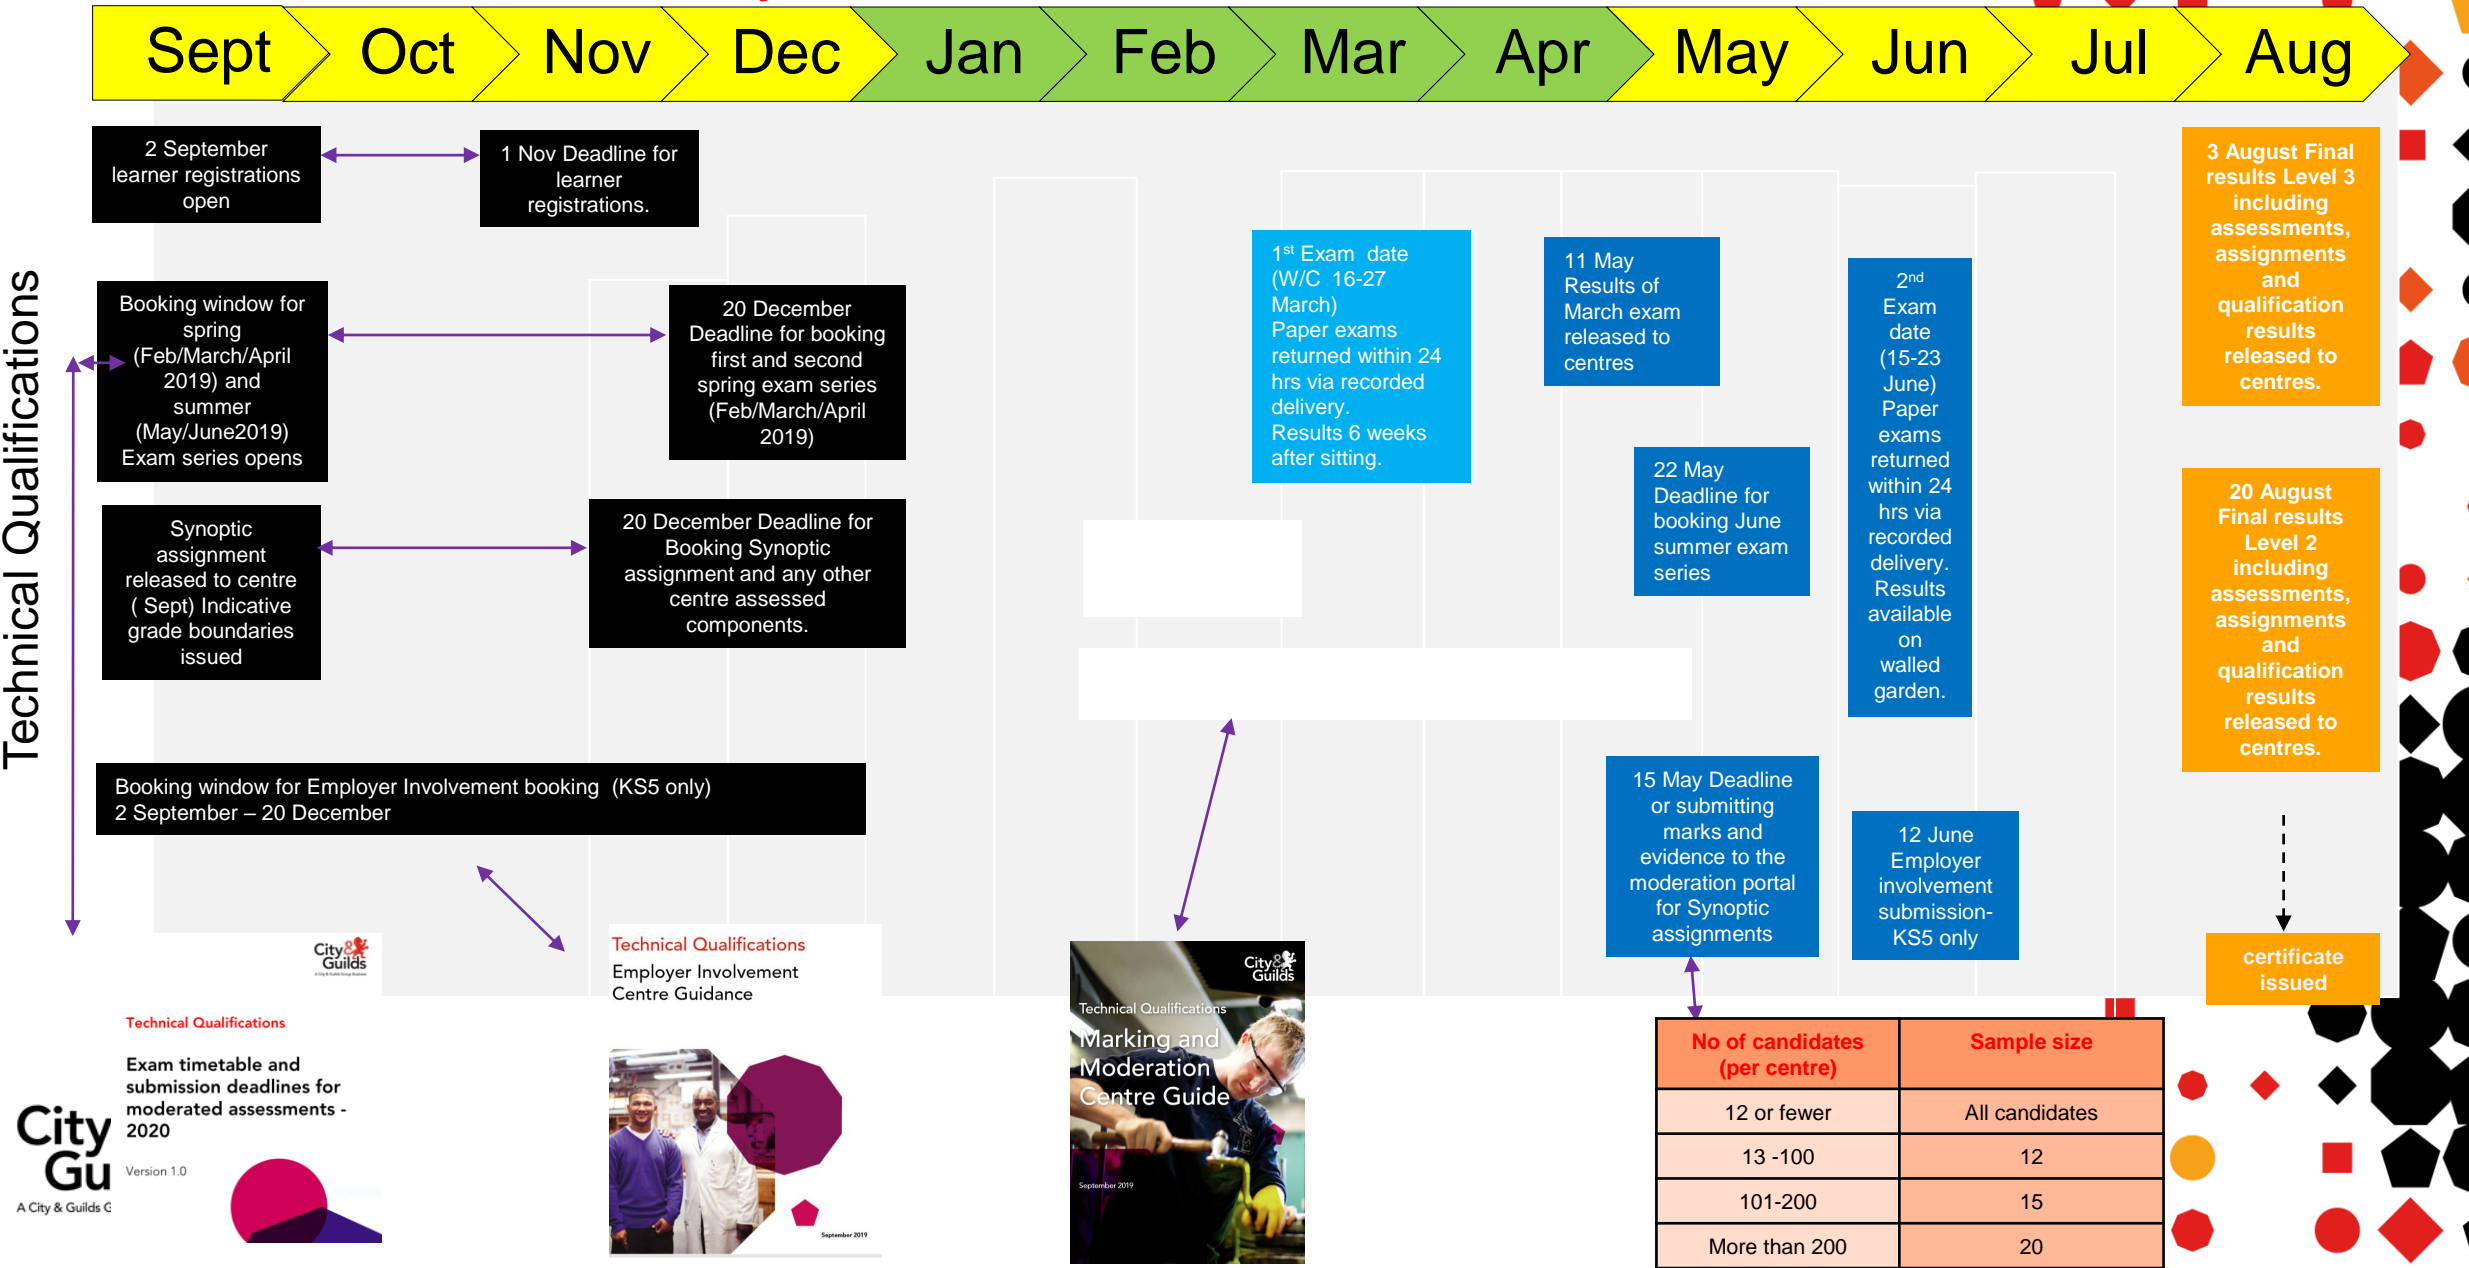 Sept
Oct
Nov
Dec
Jan
Feb
Mar
Apr
May
Jun
Jul
Aug
Technical Qualifications
2 September
learner registrations
open
1 Nov Deadline for
learner
registrations.
Booking window for
spring
(Feb/March/April
2019) and
summer
(May/June2019)
Exam series opens
20 December
Deadline for booking
first and second
spring exam series
(Feb/March/April
2019)
Synoptic
assignment
released to centre
( Sept) Indicative
grade boundaries
issued
20 December Deadline for
Booking Synoptic
assignment and any other
centre assessed
components.
Booking window for Employer Involvement booking (KS5 only)
2 September – 20 December
1st Exam date
(W/C 16-27
March)
Paper exams
returned within 24
hrs via recorded
delivery.
Results 6 weeks
after sitting.
11 May
Results of
March exam
released to
centres
22 May
Deadline for
booking June
summer exam
series
15 May Deadline
or submitting
marks and
evidence to the
moderation portal
for Synoptic
assignments
2nd
Exam
date
(15-23
June)
Paper
exams
returned
within 24
hrs via
recorded
delivery.
Results
available
on
walled
garden.
12 June
Employer
involvement
submission-
KS5 only
3 August Final
results Level 3
including
assessments,
assignments
and
qualification
results
released to
centres.
20 August
Final results
Level 2
including
assessments,
assignments
and
qualification
results
released to
centres.
certificate
issued
City&
Guilds
A City & Guilds Group Business
Technical Qualifications
Exam timetable and
submission deadlines for
moderated assessments -
2020
Version 1.0
City
Gu
A City & Guilds G
Technical Qualifications
Employer Involvement
Centre Guidance
September 2019
City&
Guilds
Technical Qualifications
Marking and
Moderation
Centre Guide
September 2019
No of candidates
(per centre)
Sample size
12 or fewer
All candidates
13 -100
12
101-200
15
More than 200
20